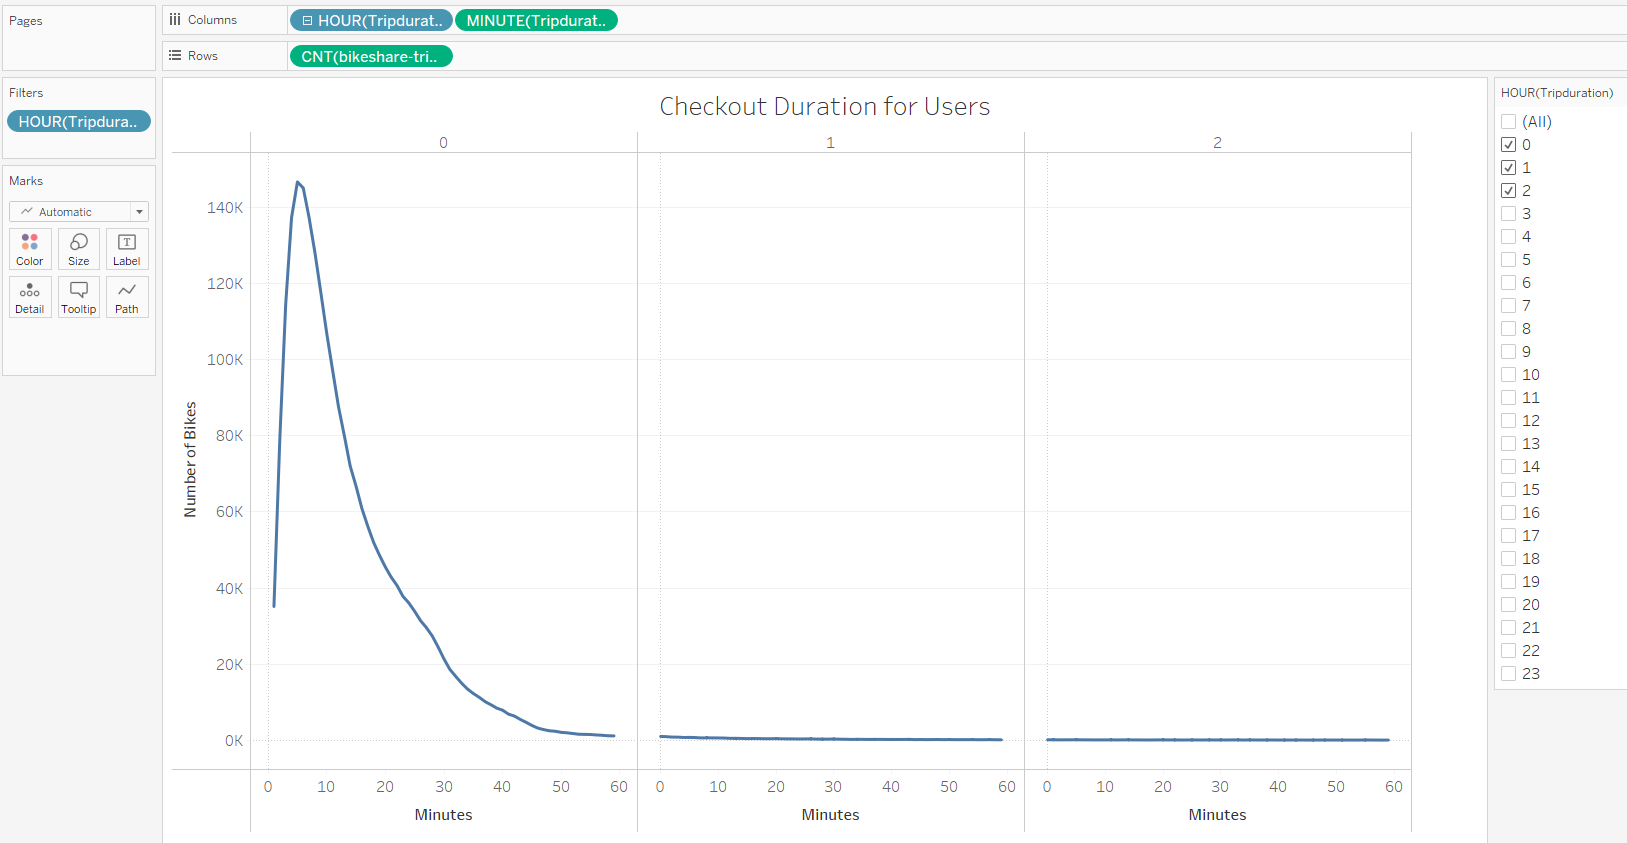 Pages
Columns
HOUR(Tripdurat..
MINUTE(Tripdurat..
Rows
CNT(bikeshare-tri..
Filters
HOUR(Tripdura..
Marks
Automatic
Color
Size
Label
Detail
Tooltip
Path
Checkout Duration for Users
0
1
2
Number of Bikes
140K
120K
100K
80K
60K
40K
20K
0K
0 10 20 30 40 50 60
0 10 20 30 40 50 60
0 10 20 30 40 50 60
Minutes
Minutes
Minutes
HOUR(Tripduration)
(All)
0
1
2
3
4
5
6
7
8
9
10
11
12
13
14
15
16
17
18
19
20
21
22
23